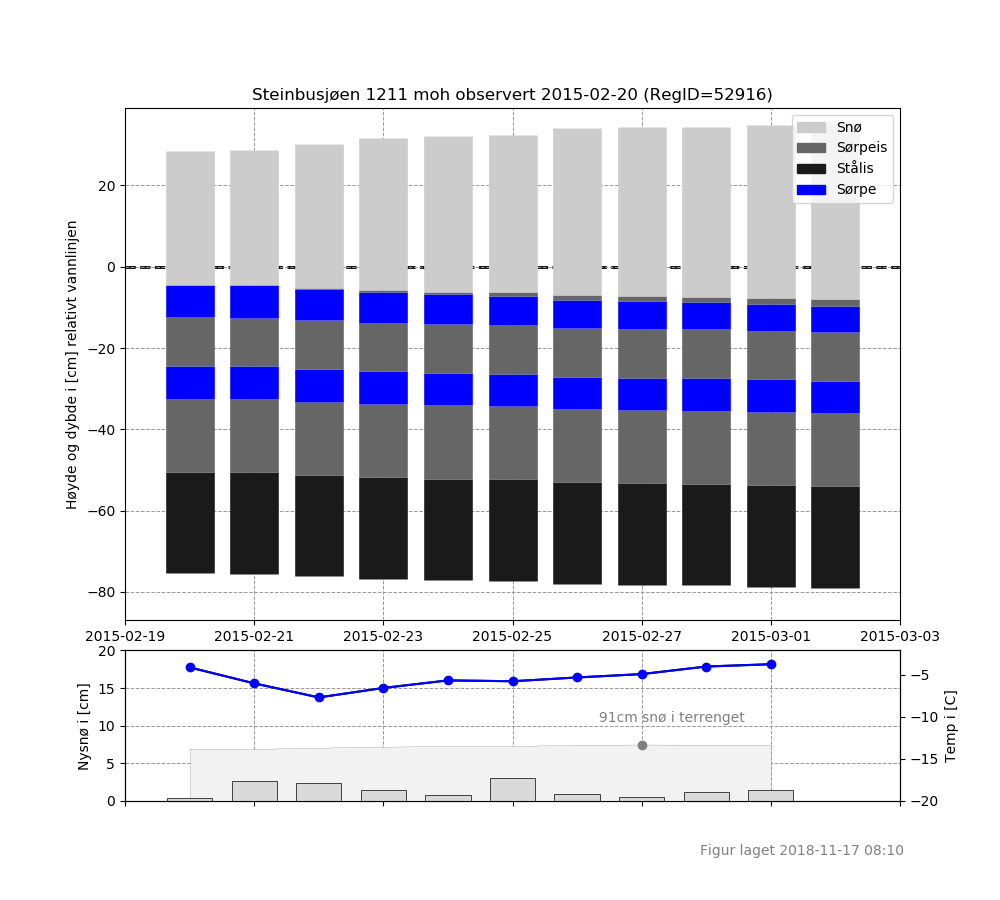 Steinbusjøen 1211 moh observert 2015-02-20 (RegID=52916)
Snø
Sørpeis
Stålis
Sørpe
Høyde og dybde i [cm] relativt vannlinjen
20
0
−20
−40
−60
−80
2015-02-19 2015-02-21 2015-02-23 2015-02-25 2015-02-27 2015-03-01 2015-03-03
Nysnø i [cm]
20
15
10
5
0
91cm snø i terrenget
−5
−10
−15
−20
Temp i [C]
Figur laget 2018-11-17 08:10